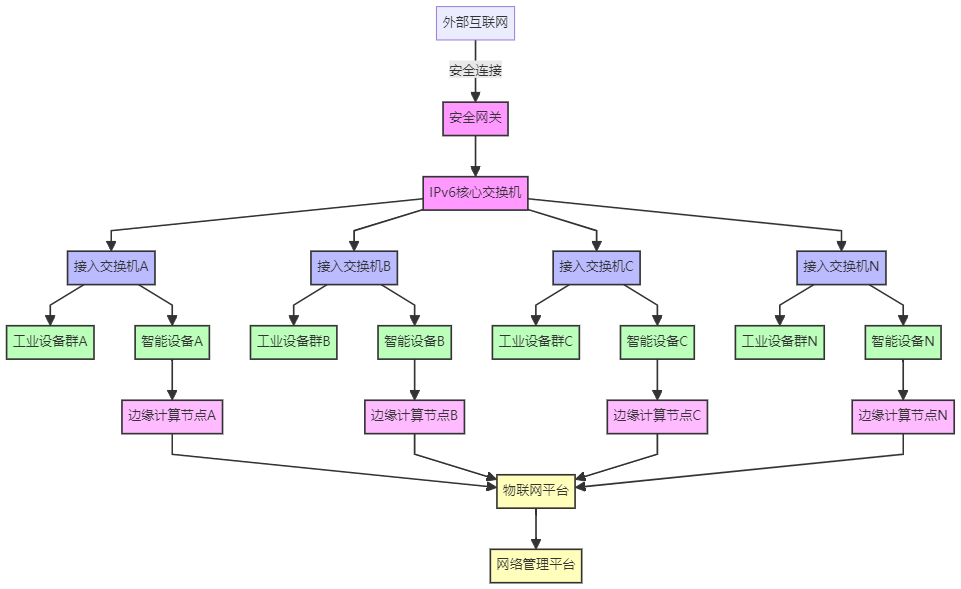 外部互联网
安全连接
安全网关
IPv6核心交换机
接入交换机A
接入交换机B
接入交换机C
接入交换机N
工业设备群A
智能设备A
工业设备群B
智能设备B
工业设备群C
智能设备C
工业设备群N
智能设备N
边缘计算节点A
边缘计算节点B
边缘计算节点C
边缘计算节点N
物联网平台
网络管理平台